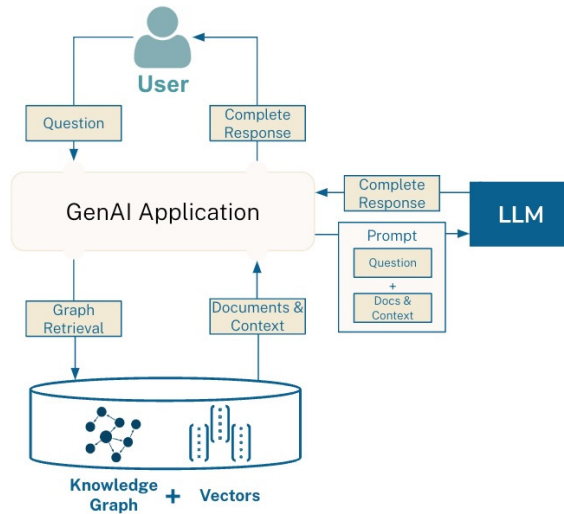 User
Question
Complete
Response
GenAI Application
Complete
Response
LLM
Prompt
Question
+
Docs &
Context
Graph
Retrieval
Documents &
Context
Knowledge
Graph
+
Vectors